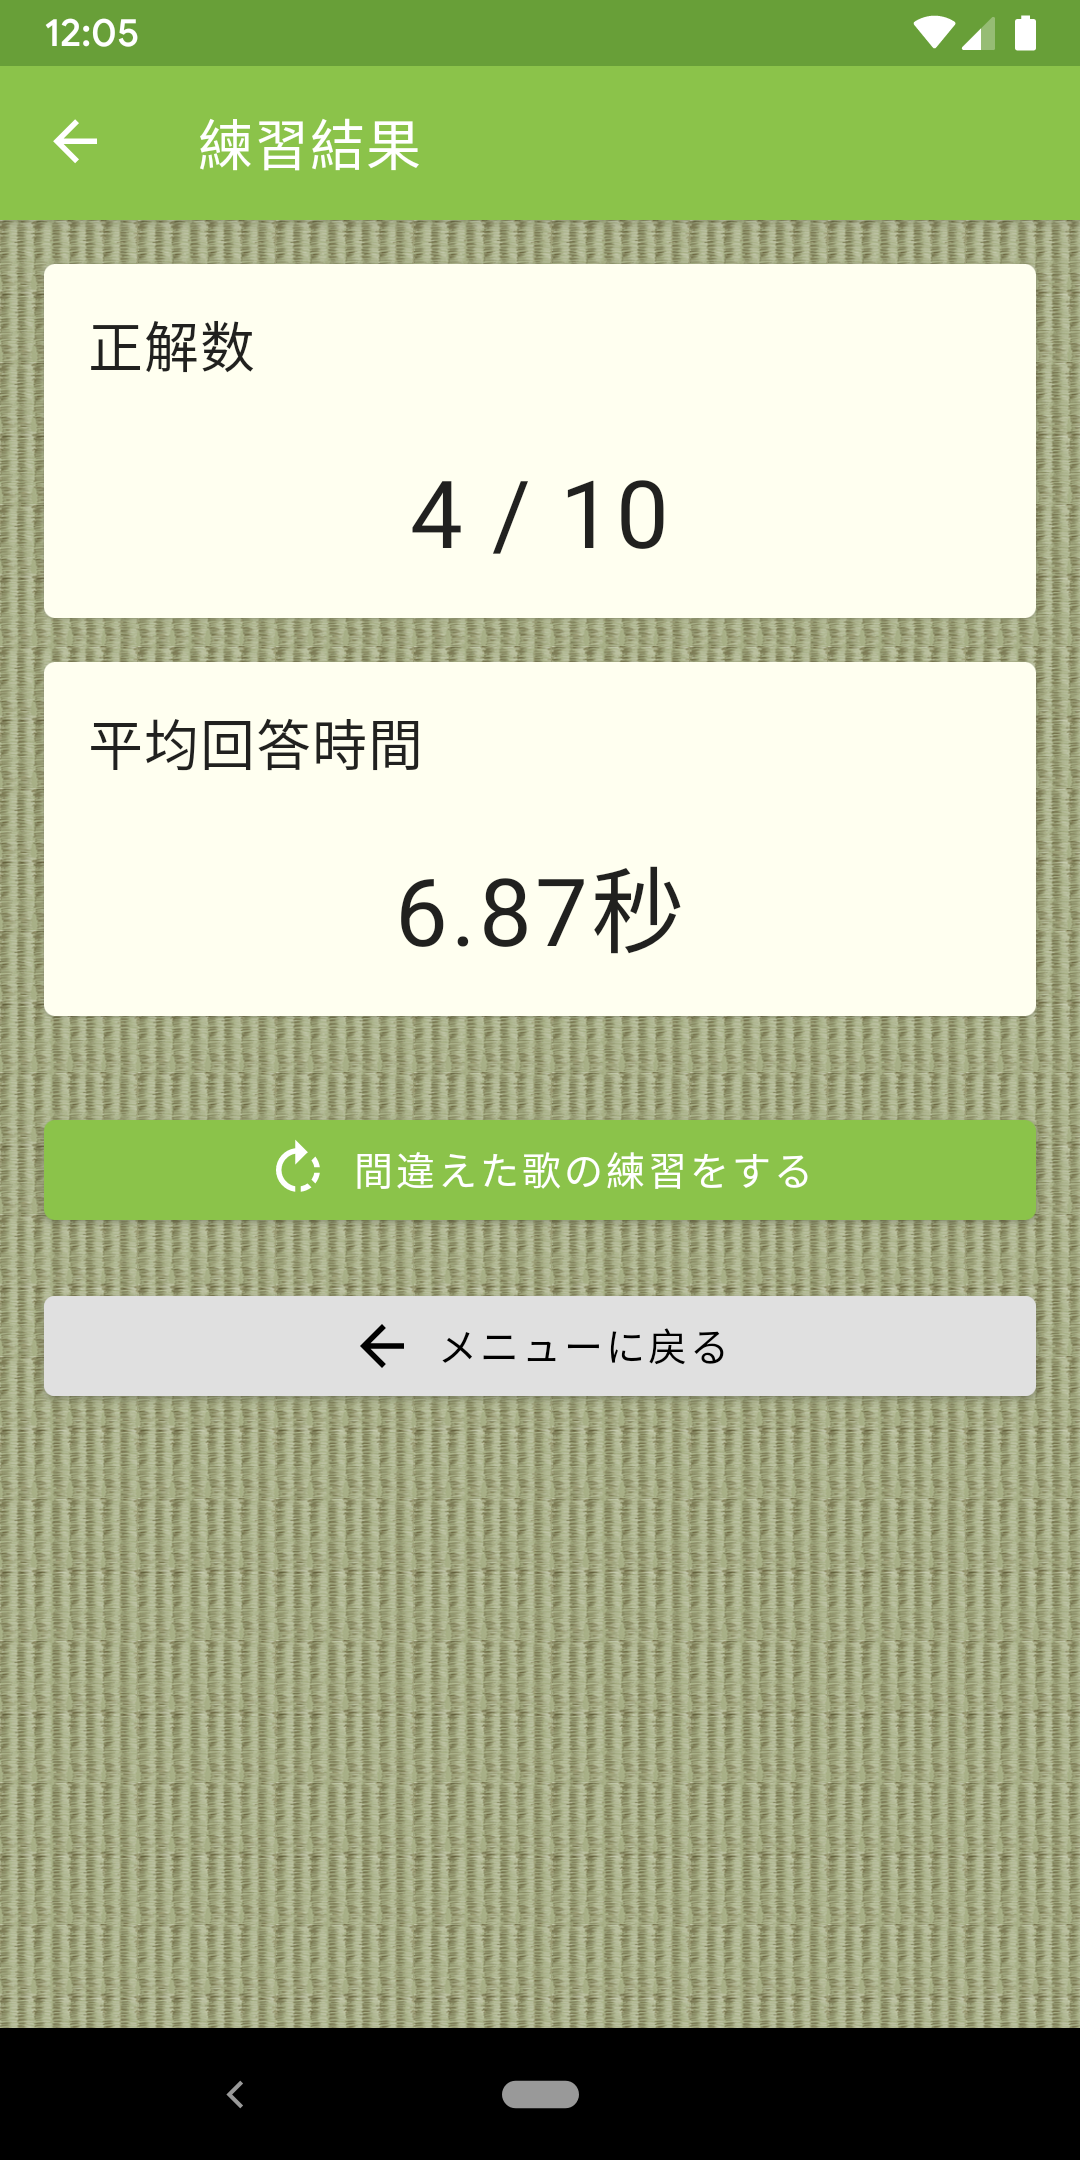 12:05
練習結果
正解数
4 / 10
平均回答時間
6.87秒
間違えた歌の練習をする
メニューに戻る